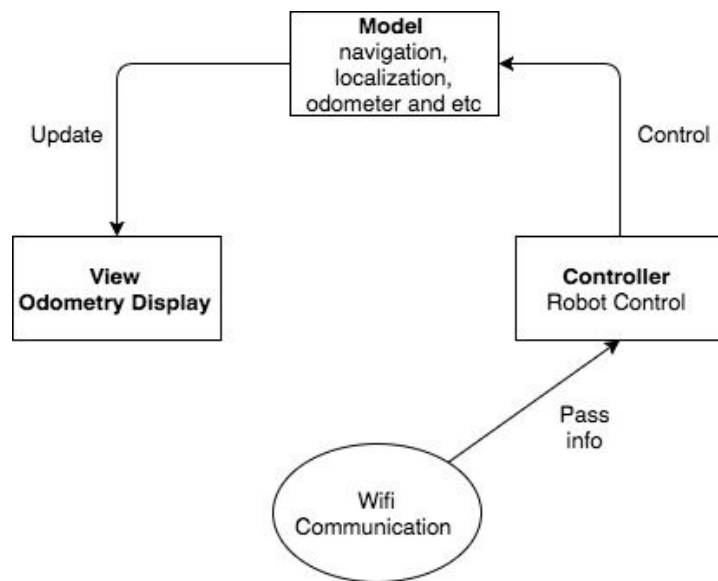 Model
navigation,
localization,
odometer and etc
Update
Control
View
Odometry Display
Controller
Robot Control
Pass
info
Wifi
Communication